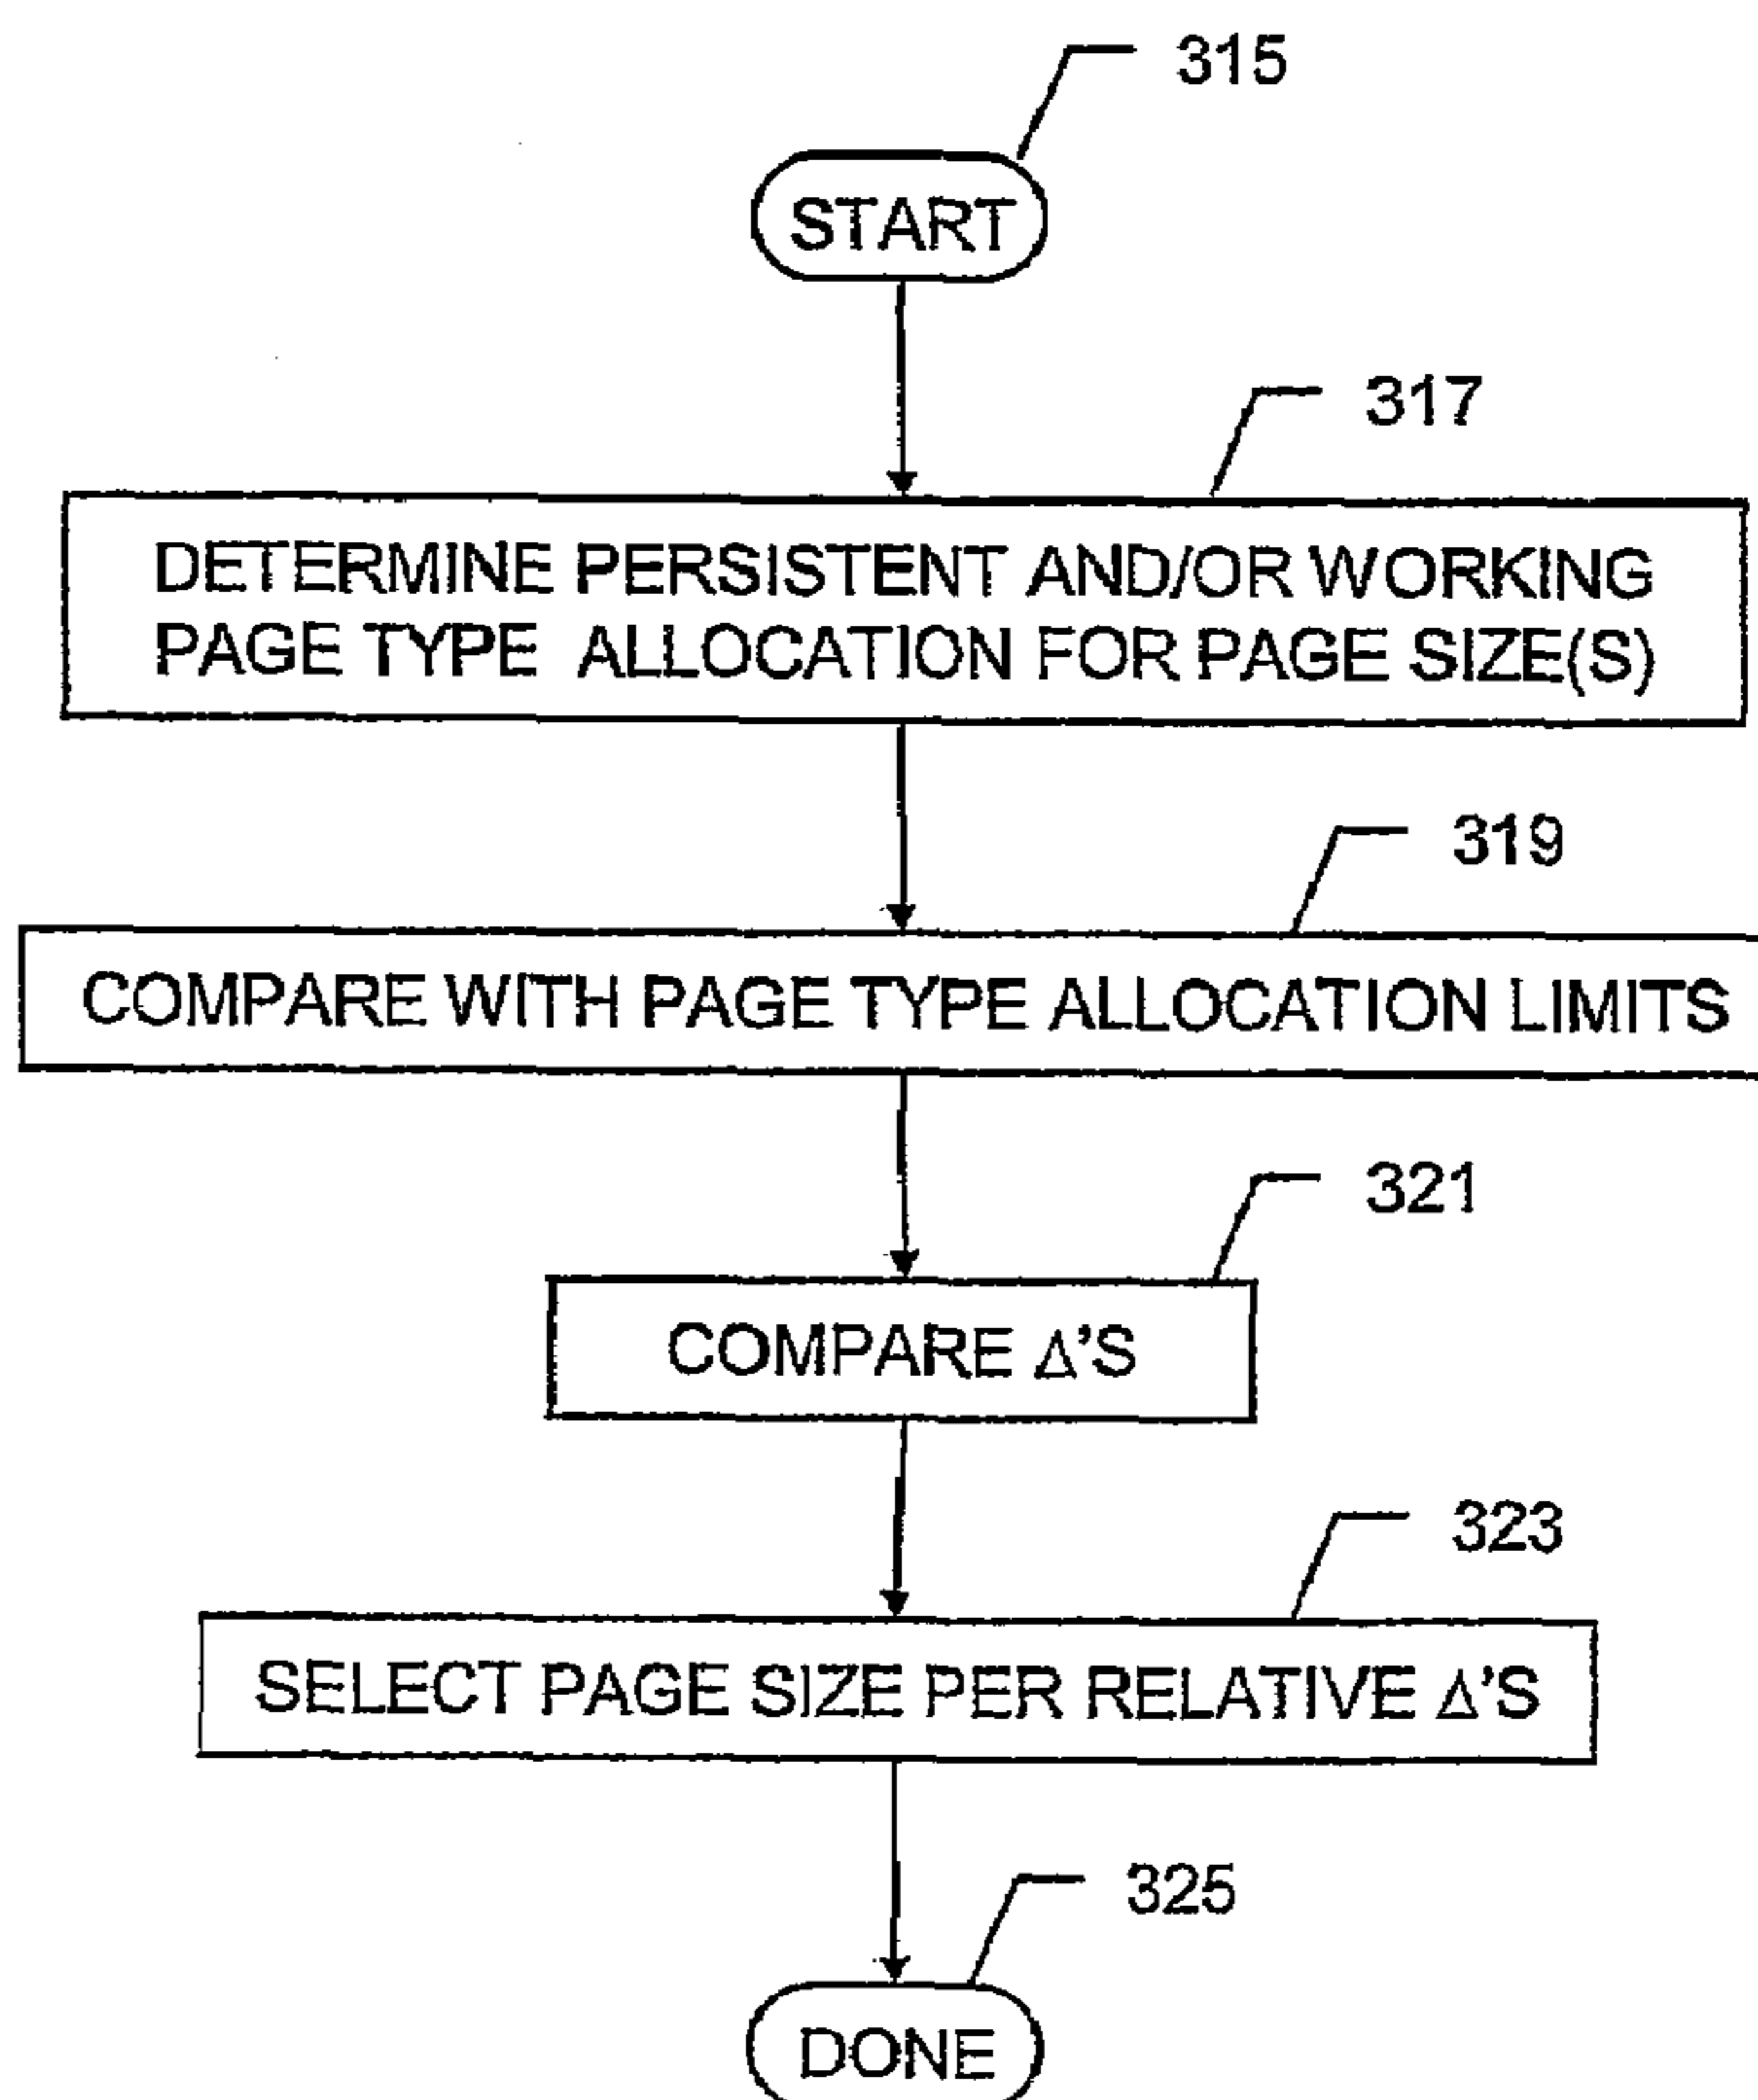 315
START
317
DETERMINE PERSISTENT AND/OR WORKING
PAGE TYPE ALLOCATION FOR PAGE SIZE(S)
319
COMPARE WITH PAGE TYPE ALLOCATION LIMITS
321
COMPARE Δ'S
323
SELECT PAGE SIZE PER RELATIVE Δ'S
325
DONE